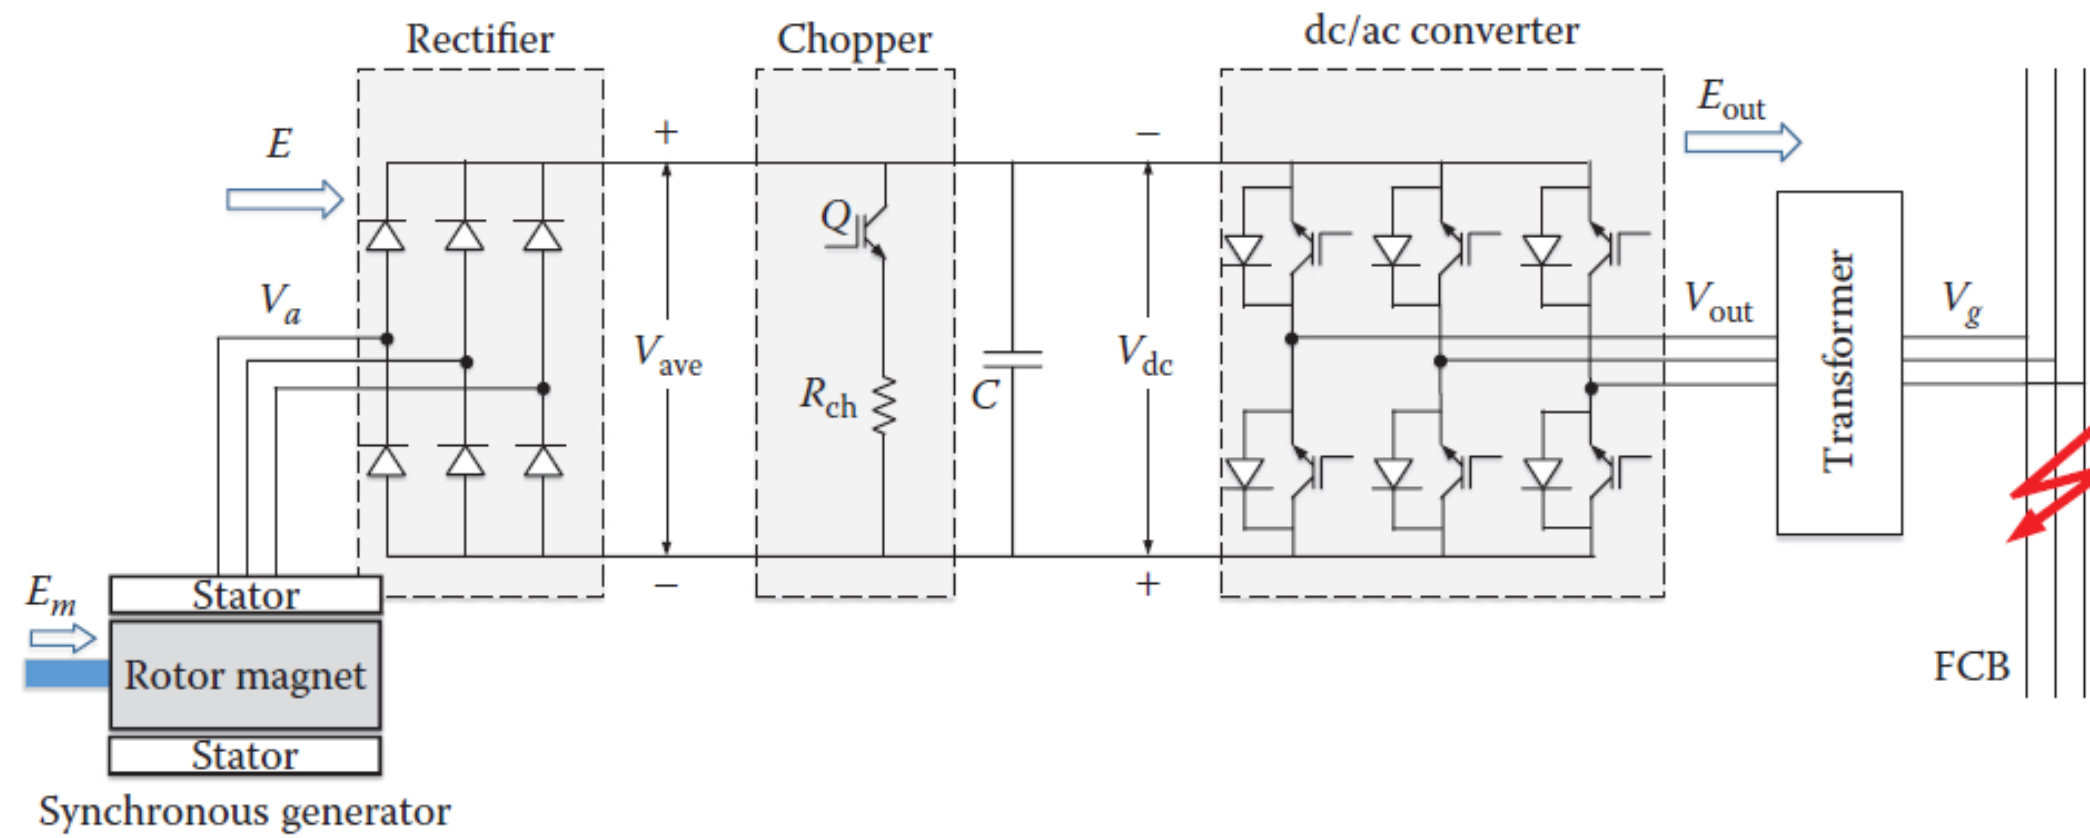 Rectifier
Chopper
dc/ac converter
E
E_out
+
−
Q
V_a
V_ave
R_ch
C
V_dc
V_out
V_g
Transformer
−
+
E_m
Stator
Rotor magnet
Stator
FCB
Synchronous generator